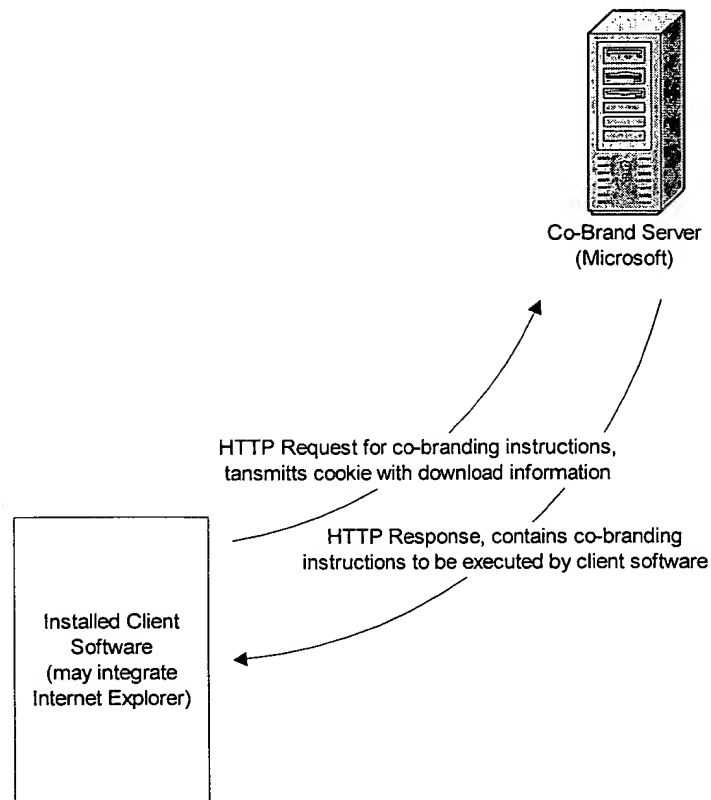 Co-Brand Server
(Microsoft)
HTTP Request for co-branding instructions,
tansmitts cookie with download information
HTTP Response, contains co-branding
instructions to be executed by client software
Installed Client
Software
(may integrate
Internet Explorer)